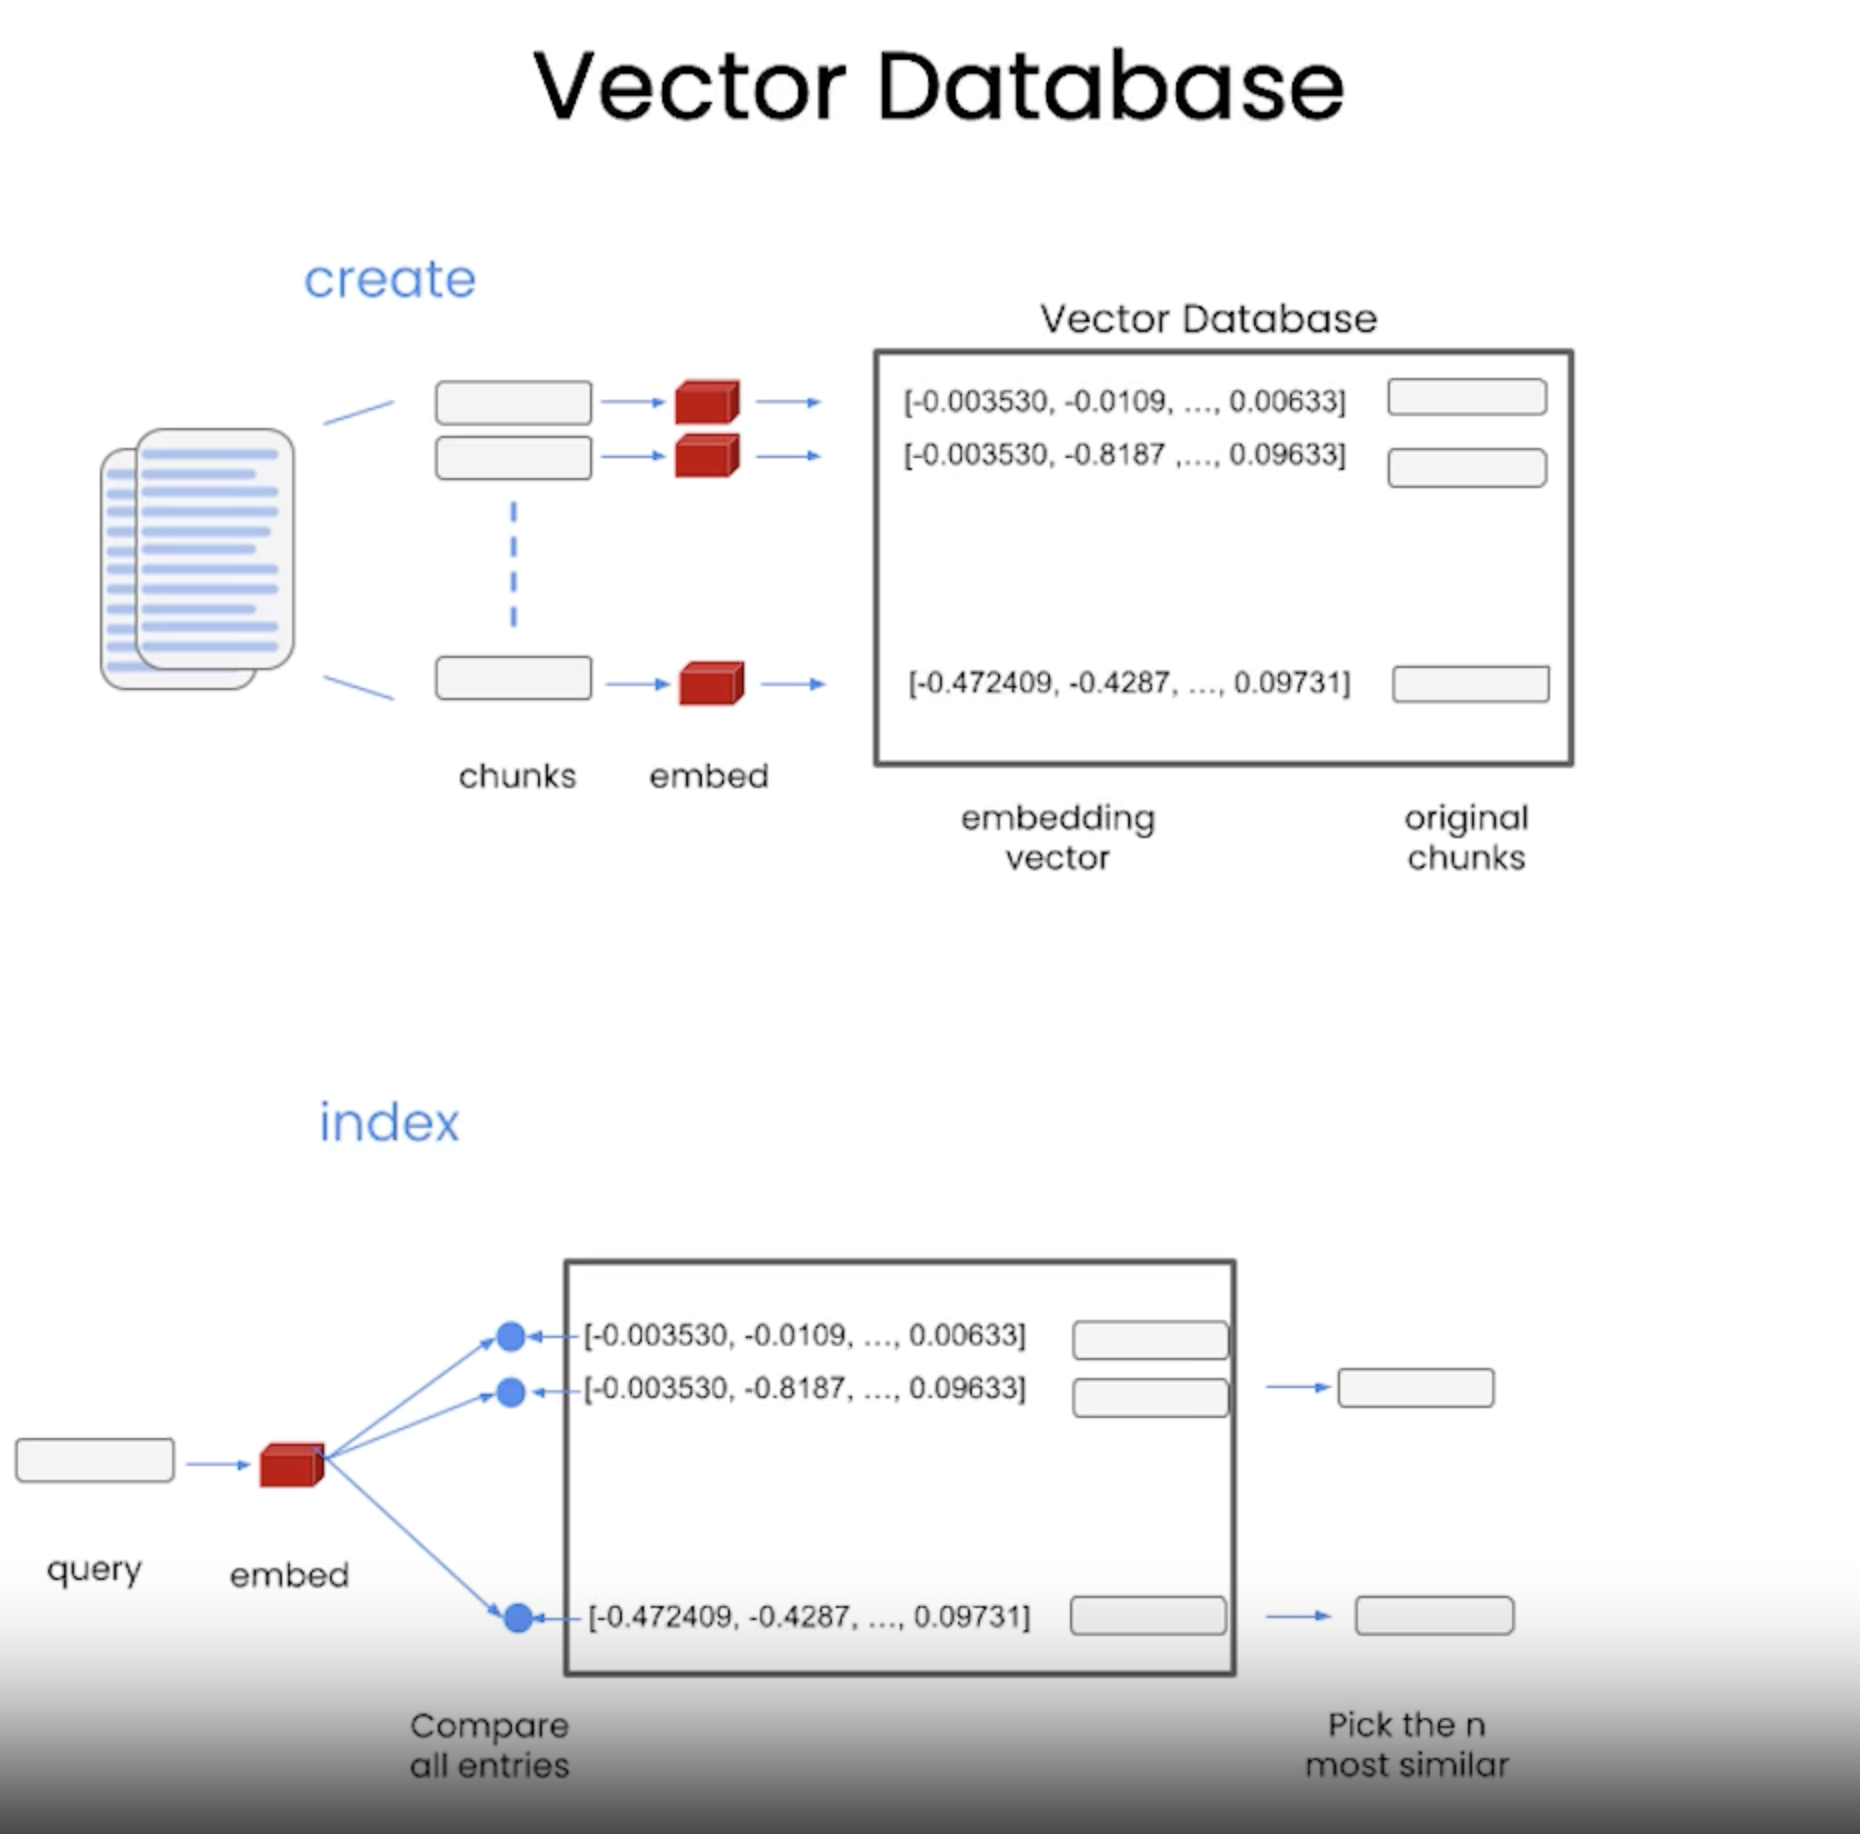 Vector Database
create
Vector Database
[-0.003530, -0.0109, ..., 0.00633]
[-0.003530, -0.8187 ,..., 0.09633]
[-0.472409, -0.4287, ..., 0.09731]
chunks
embed
embedding
vector
original
chunks
index
[-0.003530, -0.0109, ..., 0.00633]
[-0.003530, -0.8187, ..., 0.09633]
query
embed
[-0.472409, -0.4287, ..., 0.09731]
Compare
all entries
Pick the n
most similar